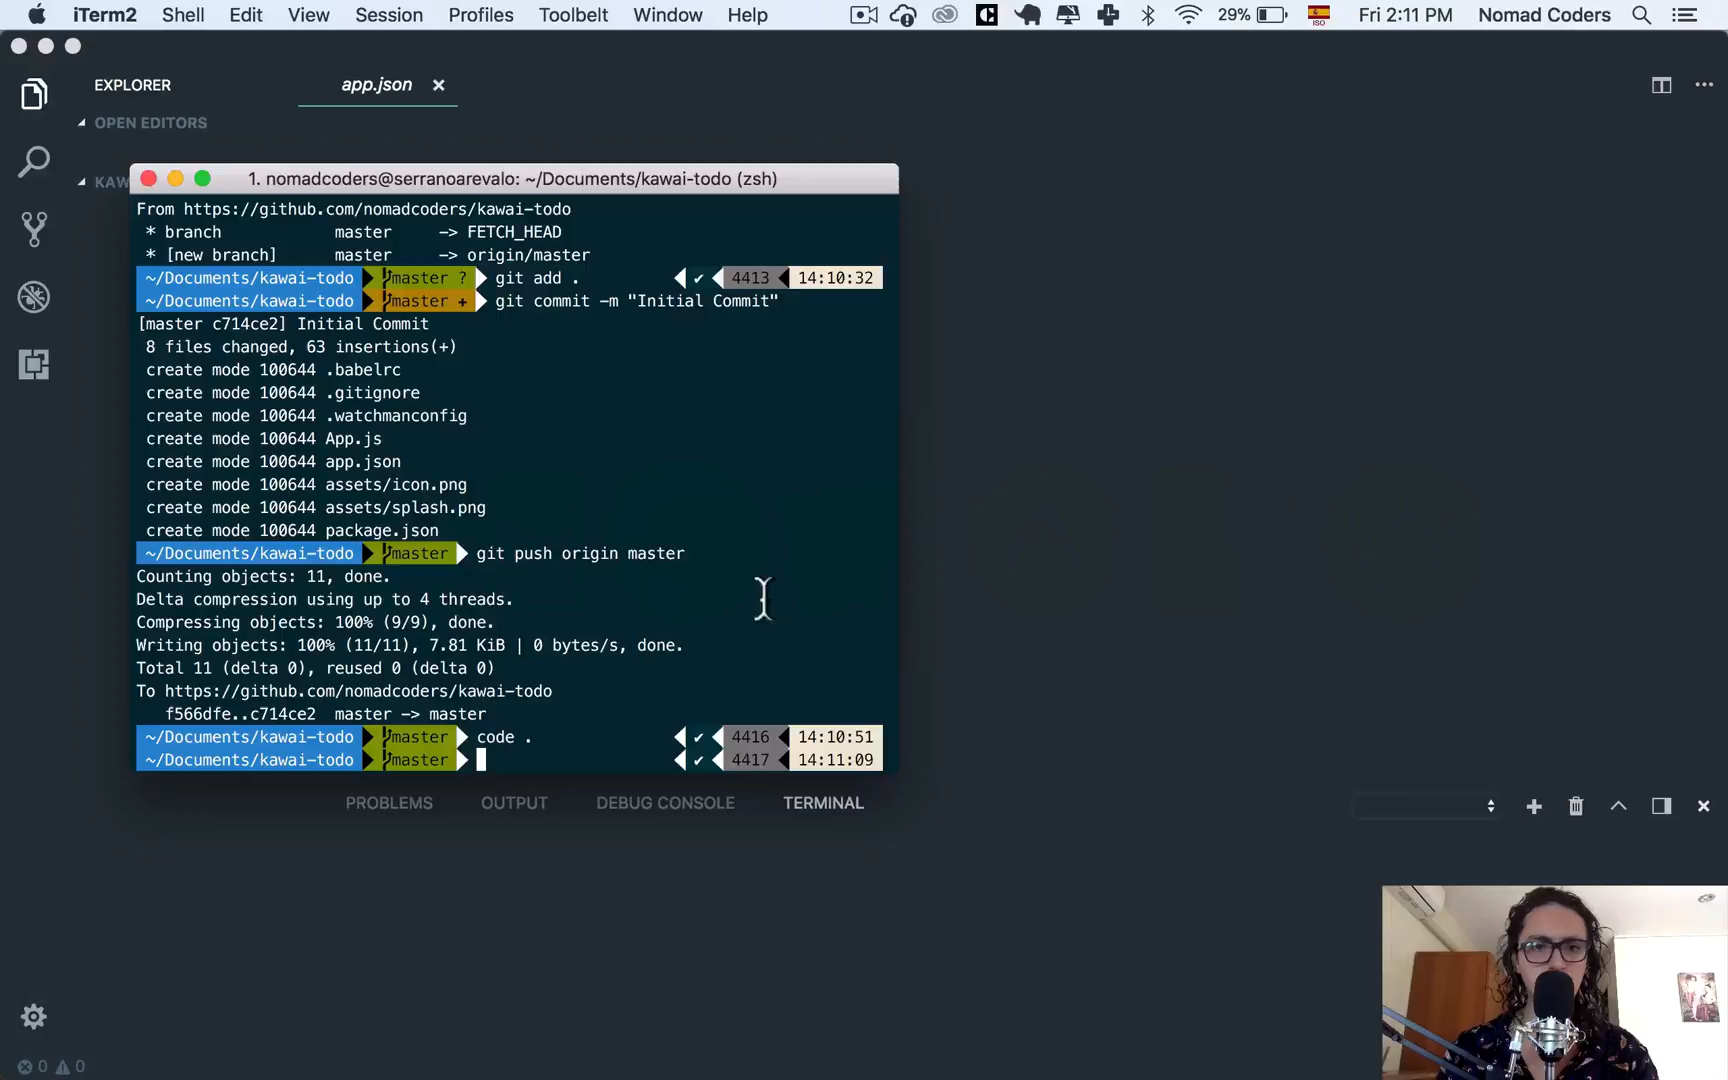 iTerm2 Shell Edit View Session Profiles Toolbelt Window Help 29% ISO Fri 2:11 PM Nomad Coders
EXPLORER app.json
OPEN EDITORS
KAW
1. nomadcoders@serranoarevalo: ~/Documents/kawai-todo (zsh)
From https://github.com/nomadcoders/kawai-todo
* branch master -> FETCH_HEAD
* [new branch] master -> origin/master
~/Documents/kawai-todo master ? git add . ✔ 4413 14:10:32
~/Documents/kawai-todo master + git commit -m "Initial Commit"
[master c714ce2] Initial Commit
8 files changed, 63 insertions(+)
create mode 100644 .babelrc
create mode 100644 .gitignore
create mode 100644 .watchmanconfig
create mode 100644 App.js
create mode 100644 app.json
create mode 100644 assets/icon.png
create mode 100644 assets/splash.png
create mode 100644 package.json
~/Documents/kawai-todo master git push origin master
Counting objects: 11, done.
Delta compression using up to 4 threads.
Compressing objects: 100% (9/9), done.
Writing objects: 100% (11/11), 7.81 KiB | 0 bytes/s, done.
Total 11 (delta 0), reused 0 (delta 0)
To https://github.com/nomadcoders/kawai-todo
f566dfe..c714ce2 master -> master
~/Documents/kawai-todo master code . ✔ 4416 14:10:51
~/Documents/kawai-todo master ✔ 4417 14:11:09
PROBLEMS OUTPUT DEBUG CONSOLE TERMINAL
0 0